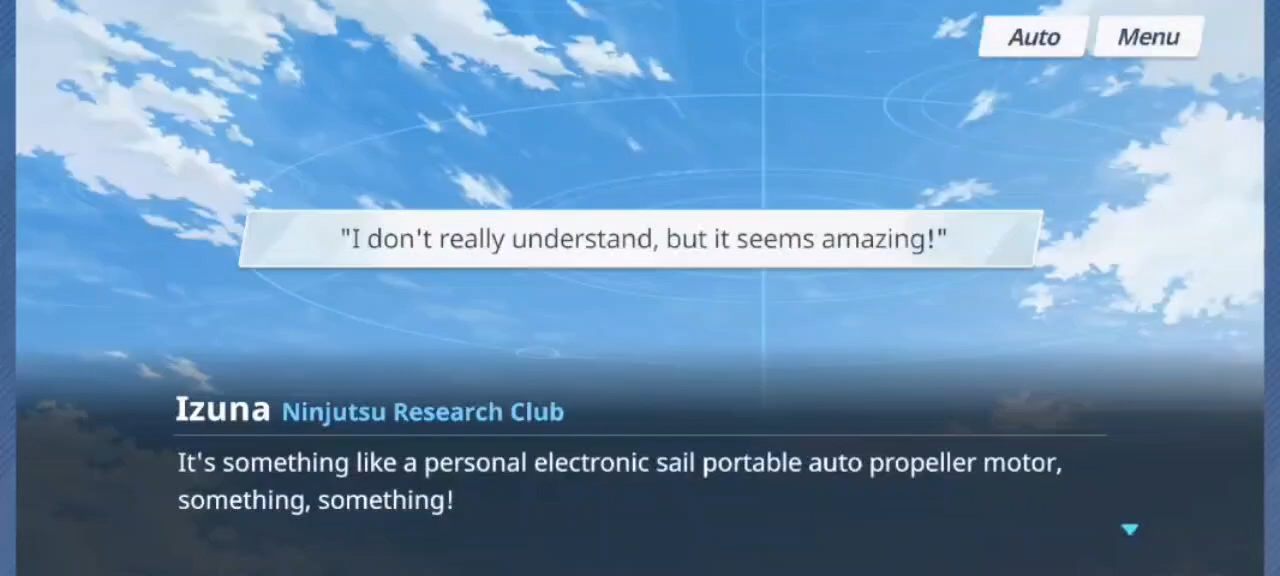 Auto Menu
"I don't really understand, but it seems amazing!"
Izuna Ninjutsu Research Club
It's something like a personal electronic sail portable auto propeller motor,
something, something!